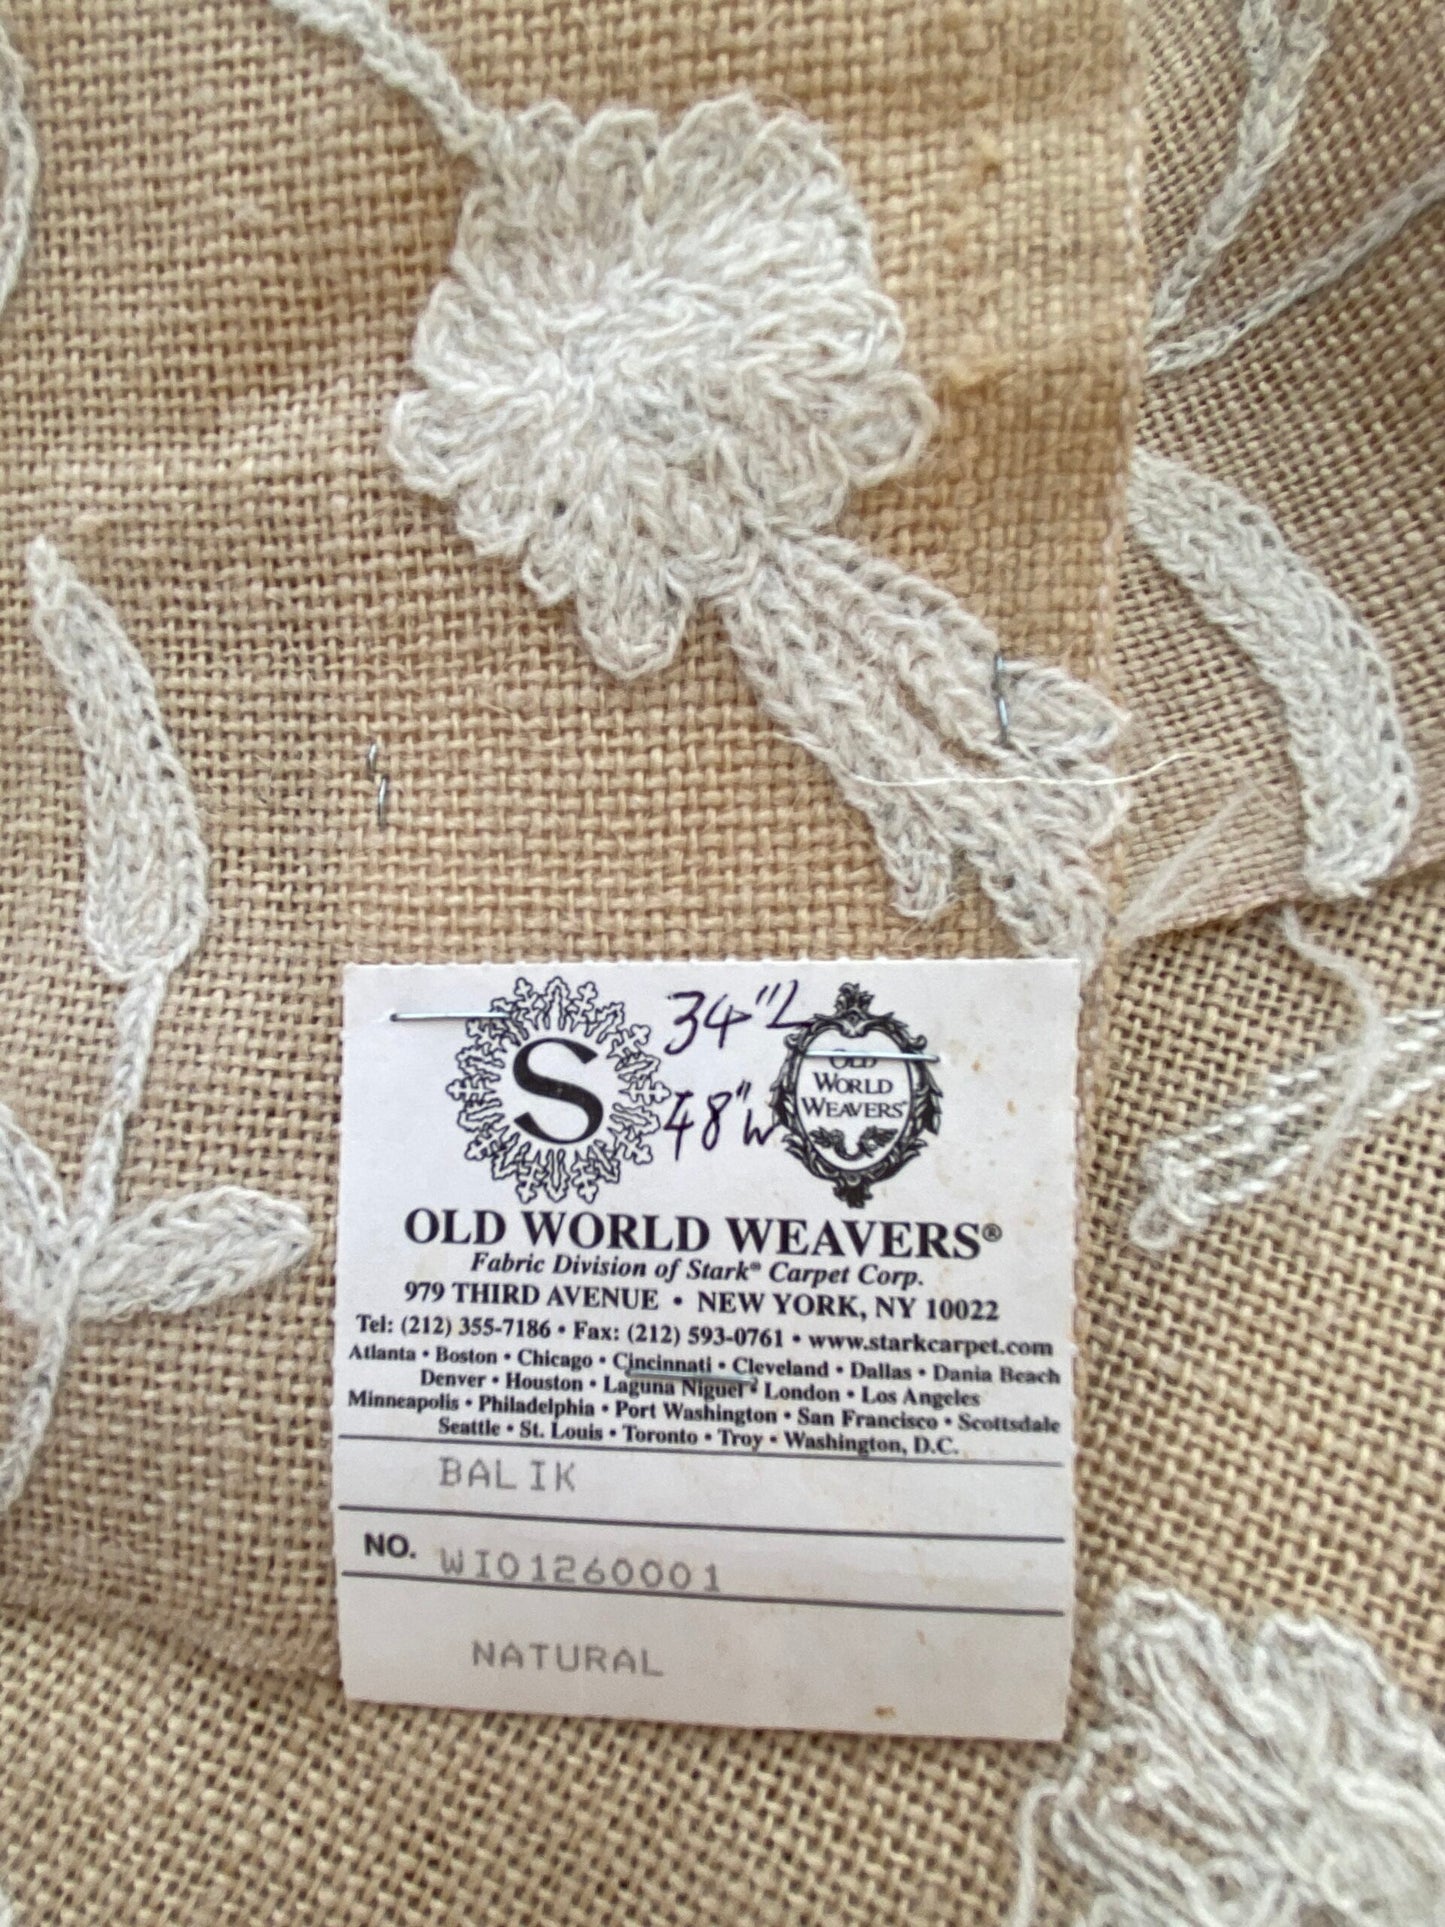 S
34"L
48"W
OLD
WORLD
WEAVERS
OLD WORLD WEAVERS®
Fabric Division of Stark® Carpet Corp.
979 THIRD AVENUE • NEW YORK, NY 10022
Tel: (212) 355-7186 • Fax: (212) 593-0761 • www.starkcarpet.com
Atlanta • Boston • Chicago • Cincinnati • Cleveland • Dallas • Dania Beach
Denver • Houston • Laguna Niguel • London • Los Angeles
Minneapolis • Philadelphia • Port Washington • San Francisco • Scottsdale
Seattle • St. Louis • Toronto • Troy • Washington, D.C.
BALIK
NO. WI01260001
NATURAL